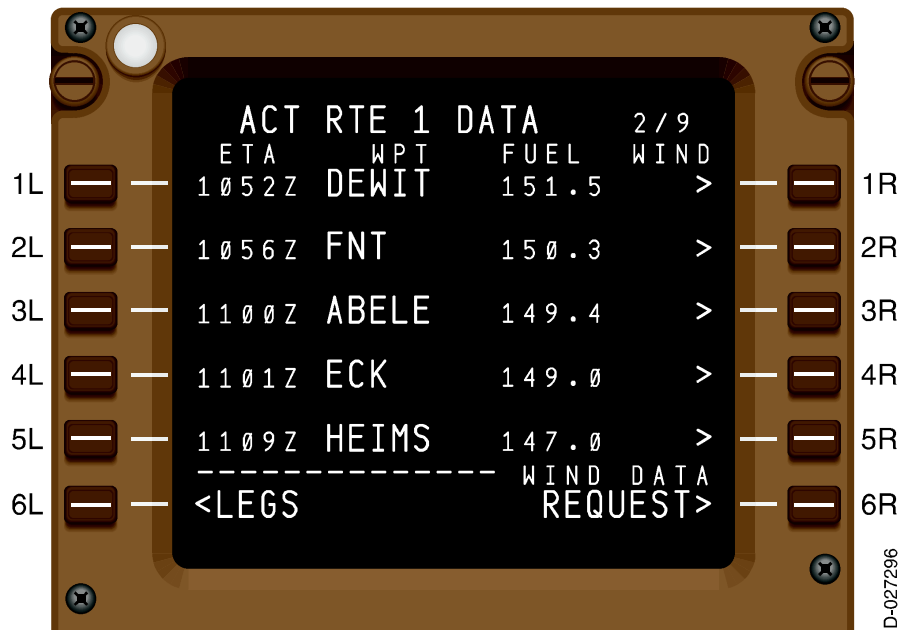 ACT RTE 1 DATA 2/9
ETA WPT FUEL WIND
1L 1052Z DEWIT 151.5 > 1R
2L 1056Z FNT 150.3 > 2R
3L 1100Z ABELE 149.4 > 3R
4L 1101Z ECK 149.0 > 4R
5L 1109Z HEIMS 147.0 > 5R
-------------- WIND DATA
6L <LEGS REQUEST> 6R
D-027296